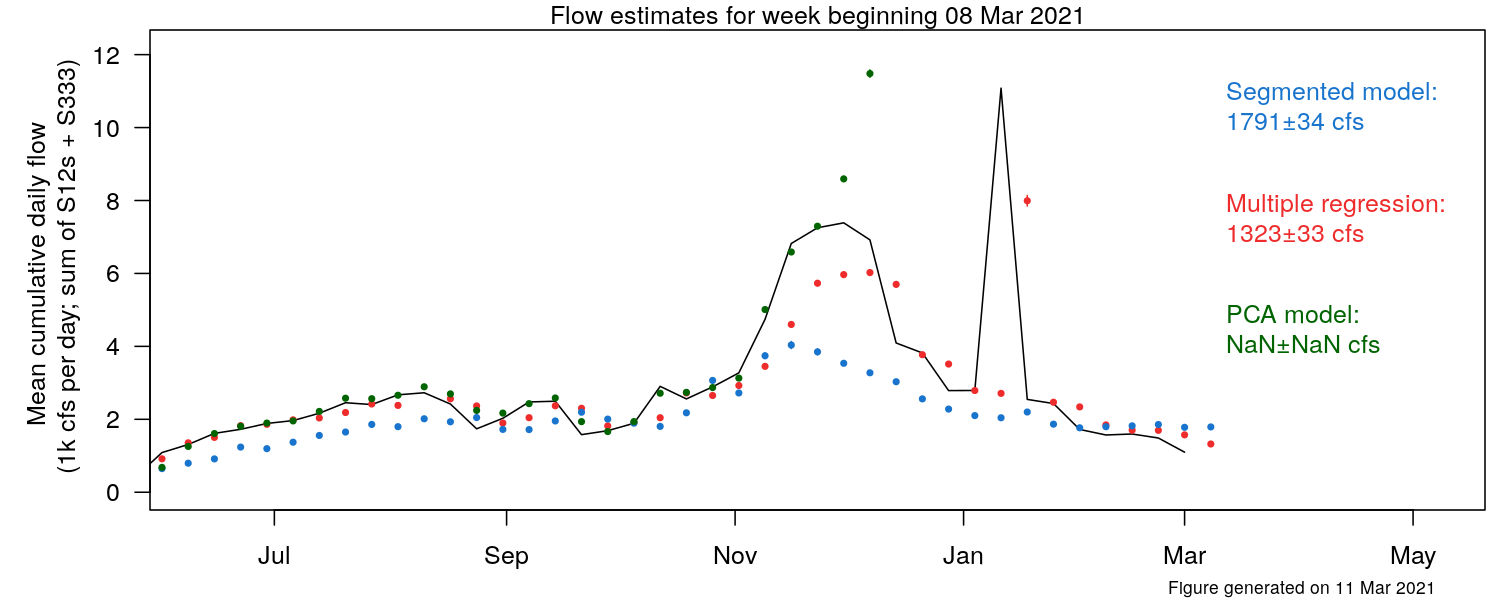 Flow estimates for week beginning 08 Mar 2021
Mean cumulative daily flow
(1k cfs per day; sum of S12s + S333)
12
10
8
6
4
2
0
Segmented model:
1791±34 cfs
Multiple regression:
1323±33 cfs
PCA model:
NaN±NaN cfs
Jul Sep Nov Jan Mar May
Figure generated on 11 Mar 2021